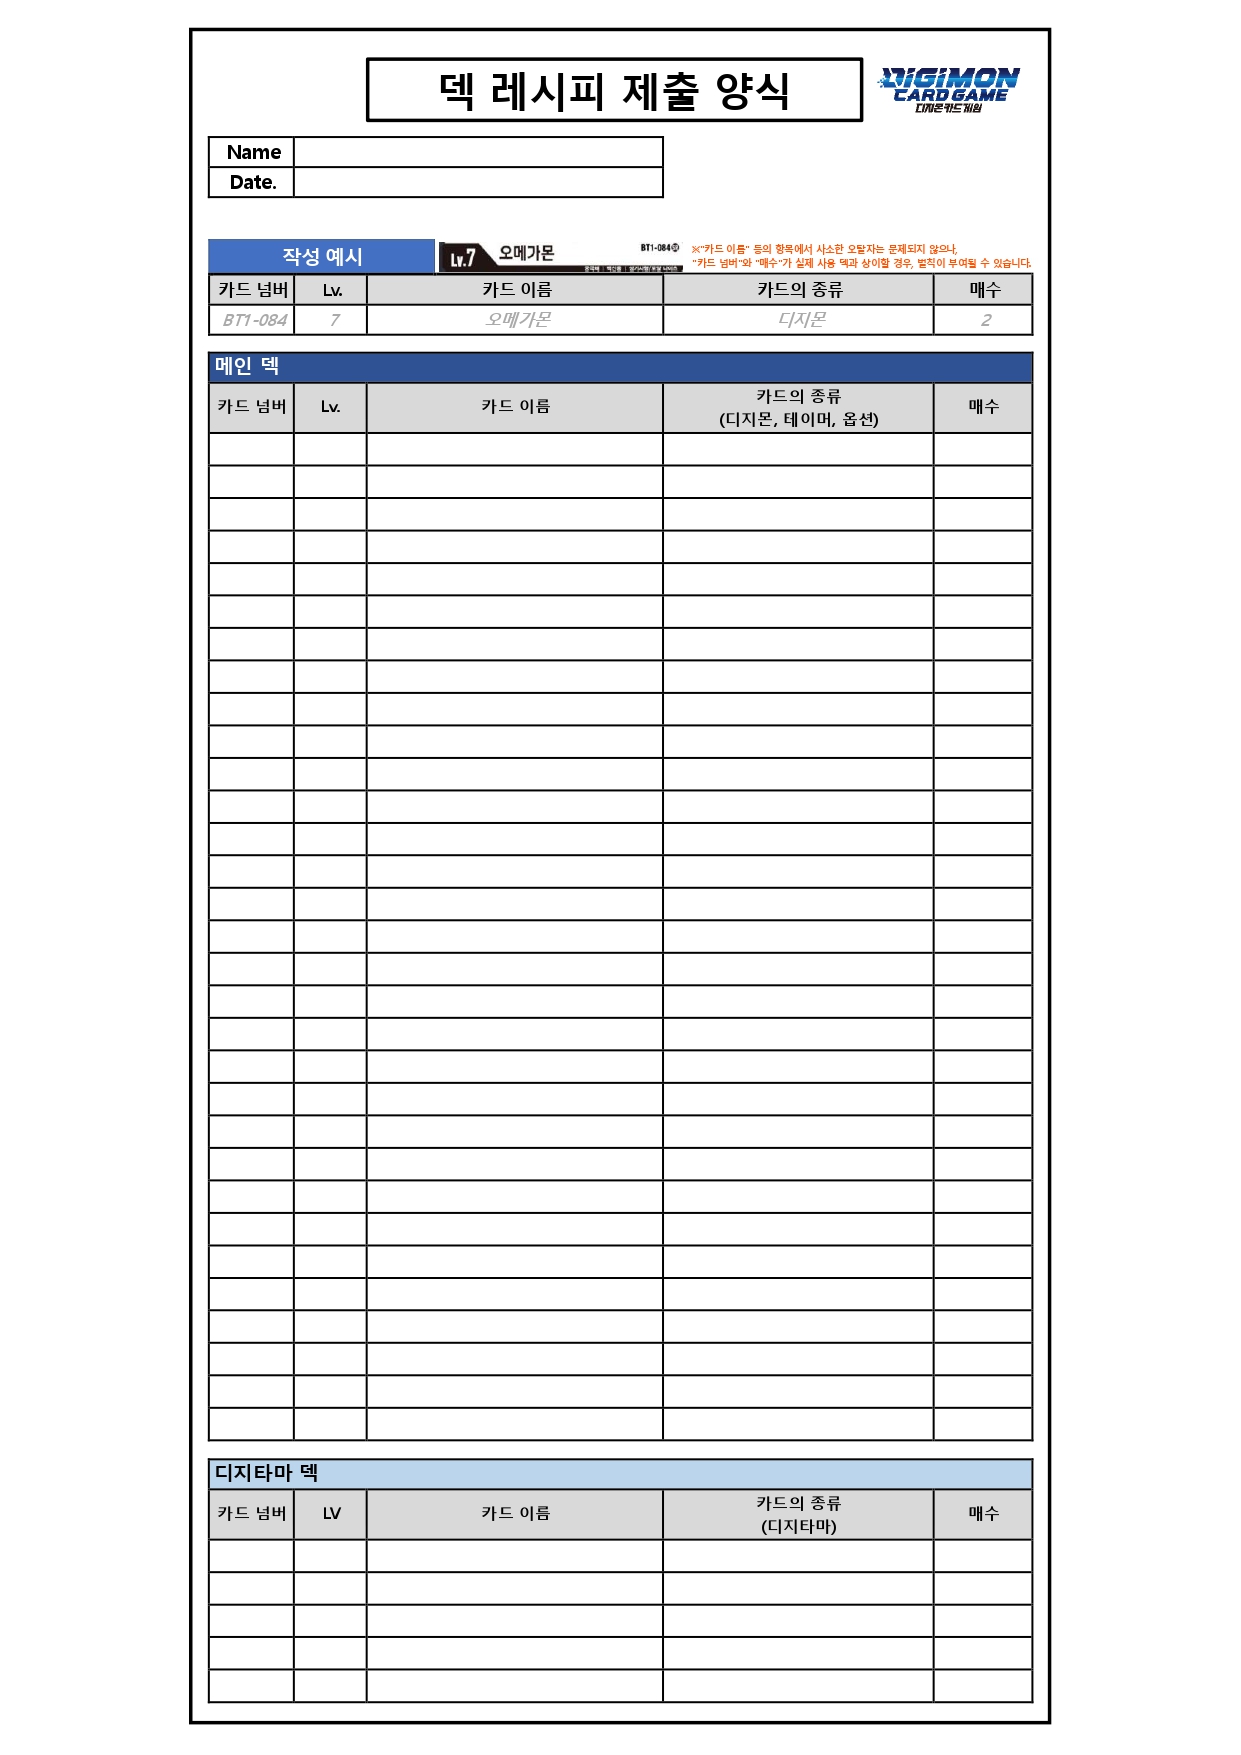 덱 레시피 제출 양식
DIGIMON
CARD GAME
디지몬카드게임
Name
Date.
작성 예시
Lv.7 오메가몬 BT1-084
※"카드 이름" 등의 항목에서 사소한 오탈자는 문제되지 않으나,
"카드 넘버"와 "매수"가 실제 사용 덱과 상이할 경우, 벌칙이 부여될 수 있습니다.
카드 넘버 Lv. 카드 이름 카드의 종류 매수
BT1-084 7 오메가몬 디지몬 2
메인 덱
카드 넘버 Lv. 카드 이름 카드의 종류 매수
(디지몬, 테이머, 옵션)
디지타마 덱
카드 넘버 LV 카드 이름 카드의 종류 매수
(디지타마)